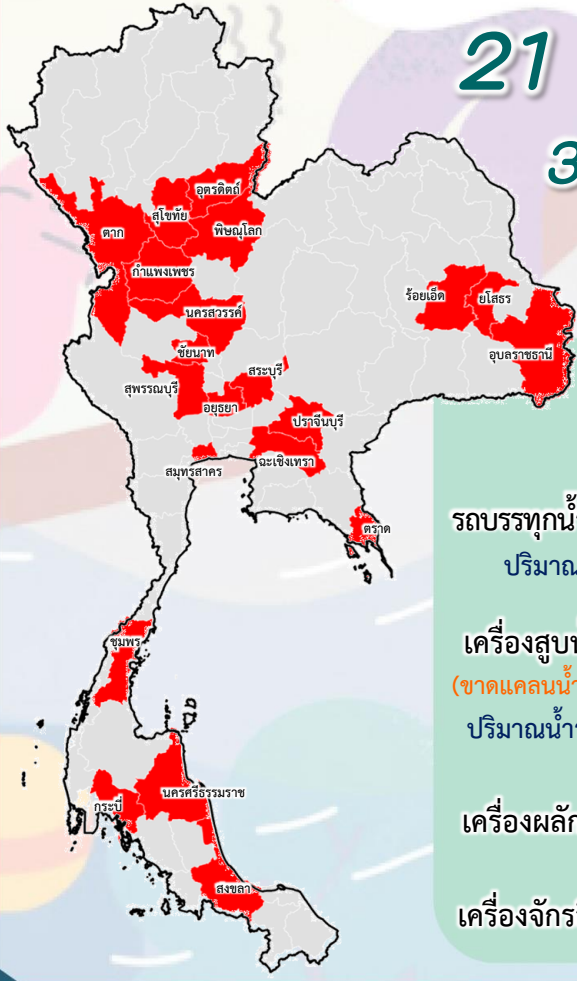 21
3
อุตรดิตถ์
สุโขทัย
ตาก
พิษณุโลก
กำแพงเพชร
นครสวรรค์
ร้อยเอ็ด
ยโสธร
อุบลราชธานี
ชัยนาท
สระบุรี
สุพรรณบุรี
อยุธยา
ปราจีนบุรี
สมุทรสาคร
ฉะเชิงเทรา
ตราด
รถบรรทุกน้ำ
ปริมาณ
เครื่องสูบ
(ขาดแคลนน้ำ
ปริมาณน้ำ
เครื่องผลัก
เครื่องจักร
ชุมพร
กระบี่
นครศรีธรรมราช
สงขลา